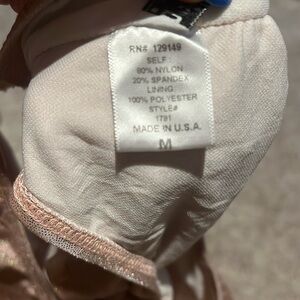 RN# 129149
SELF
80% NYLON
20% SPANDEX
LINING
100% POLYESTER
STYLE#
1781
MADE IN U.S.A.
M